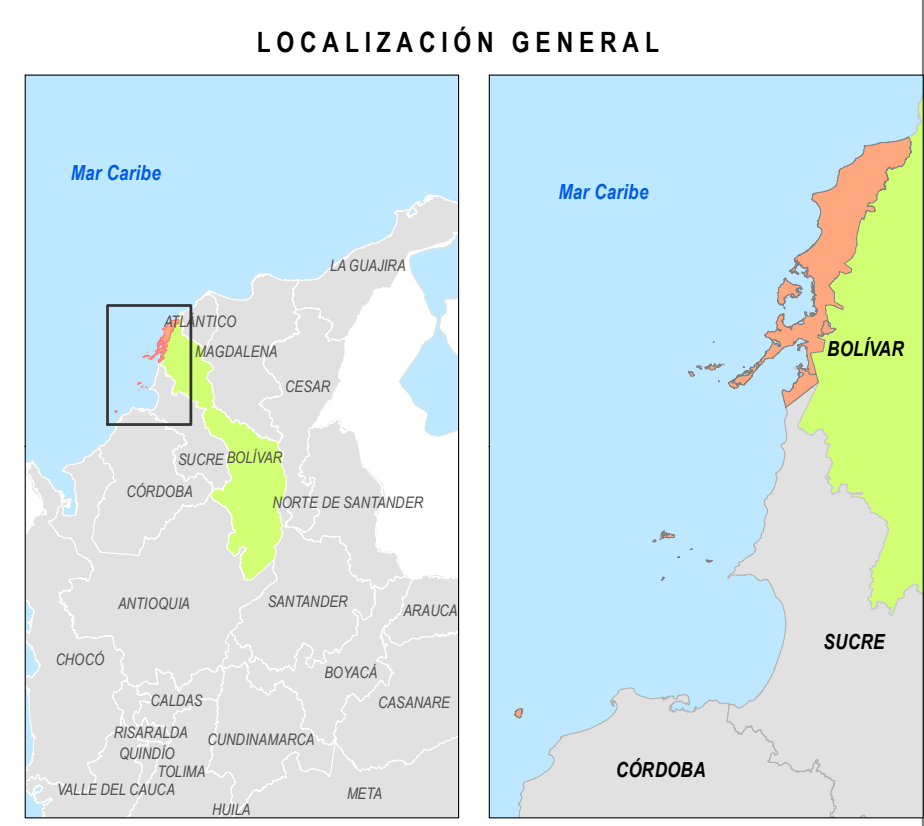 LOCALIZACIÓN GENERAL
Mar Caribe
LA GUAJIRA
ATLÁNTICO
MAGDALENA
CESAR
SUCRE
BOLÍVAR
CÓRDOBA
NORTE DE SANTANDER
ANTIOQUIA
SANTANDER
ARAUCA
CHOCÓ
BOYACÁ
CALDAS
CASANARE
RISARALDA
CUNDINAMARCA
QUINDÍO
TOLIMA
VALLE DEL CAUCA
META
HUILA
Mar Caribe
BOLÍVAR
SUCRE
CÓRDOBA